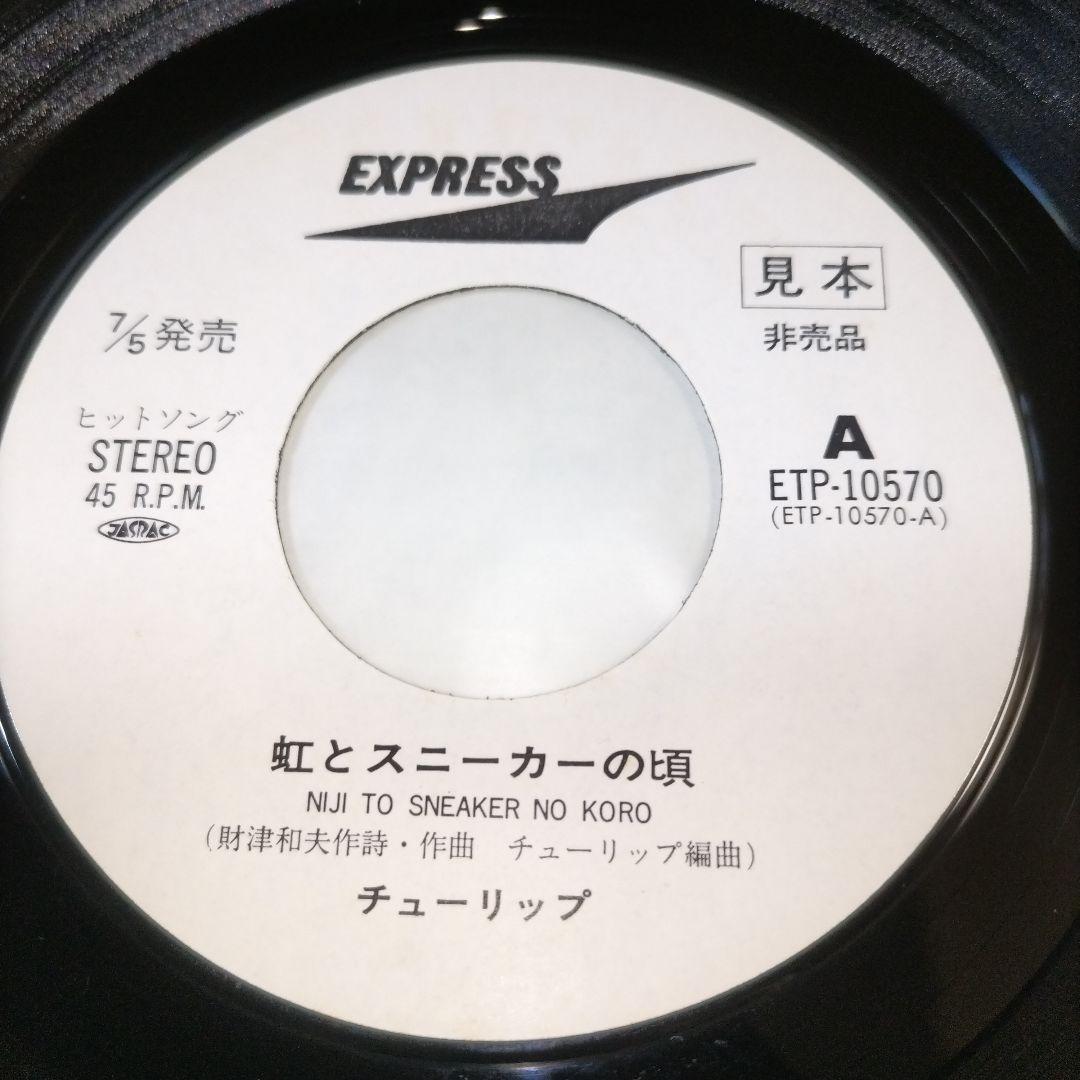 EXPRESS
見本
非売品
7/5発売
ヒットソング
STEREO
45 R.P.M.
JASRAC
A
ETP-10570
(ETP-10570-A)
虹とスニーカーの頃
NIJI TO SNEAKER NO KORO
(財津和夫作詩・作曲 チューリップ編曲)
チューリップ